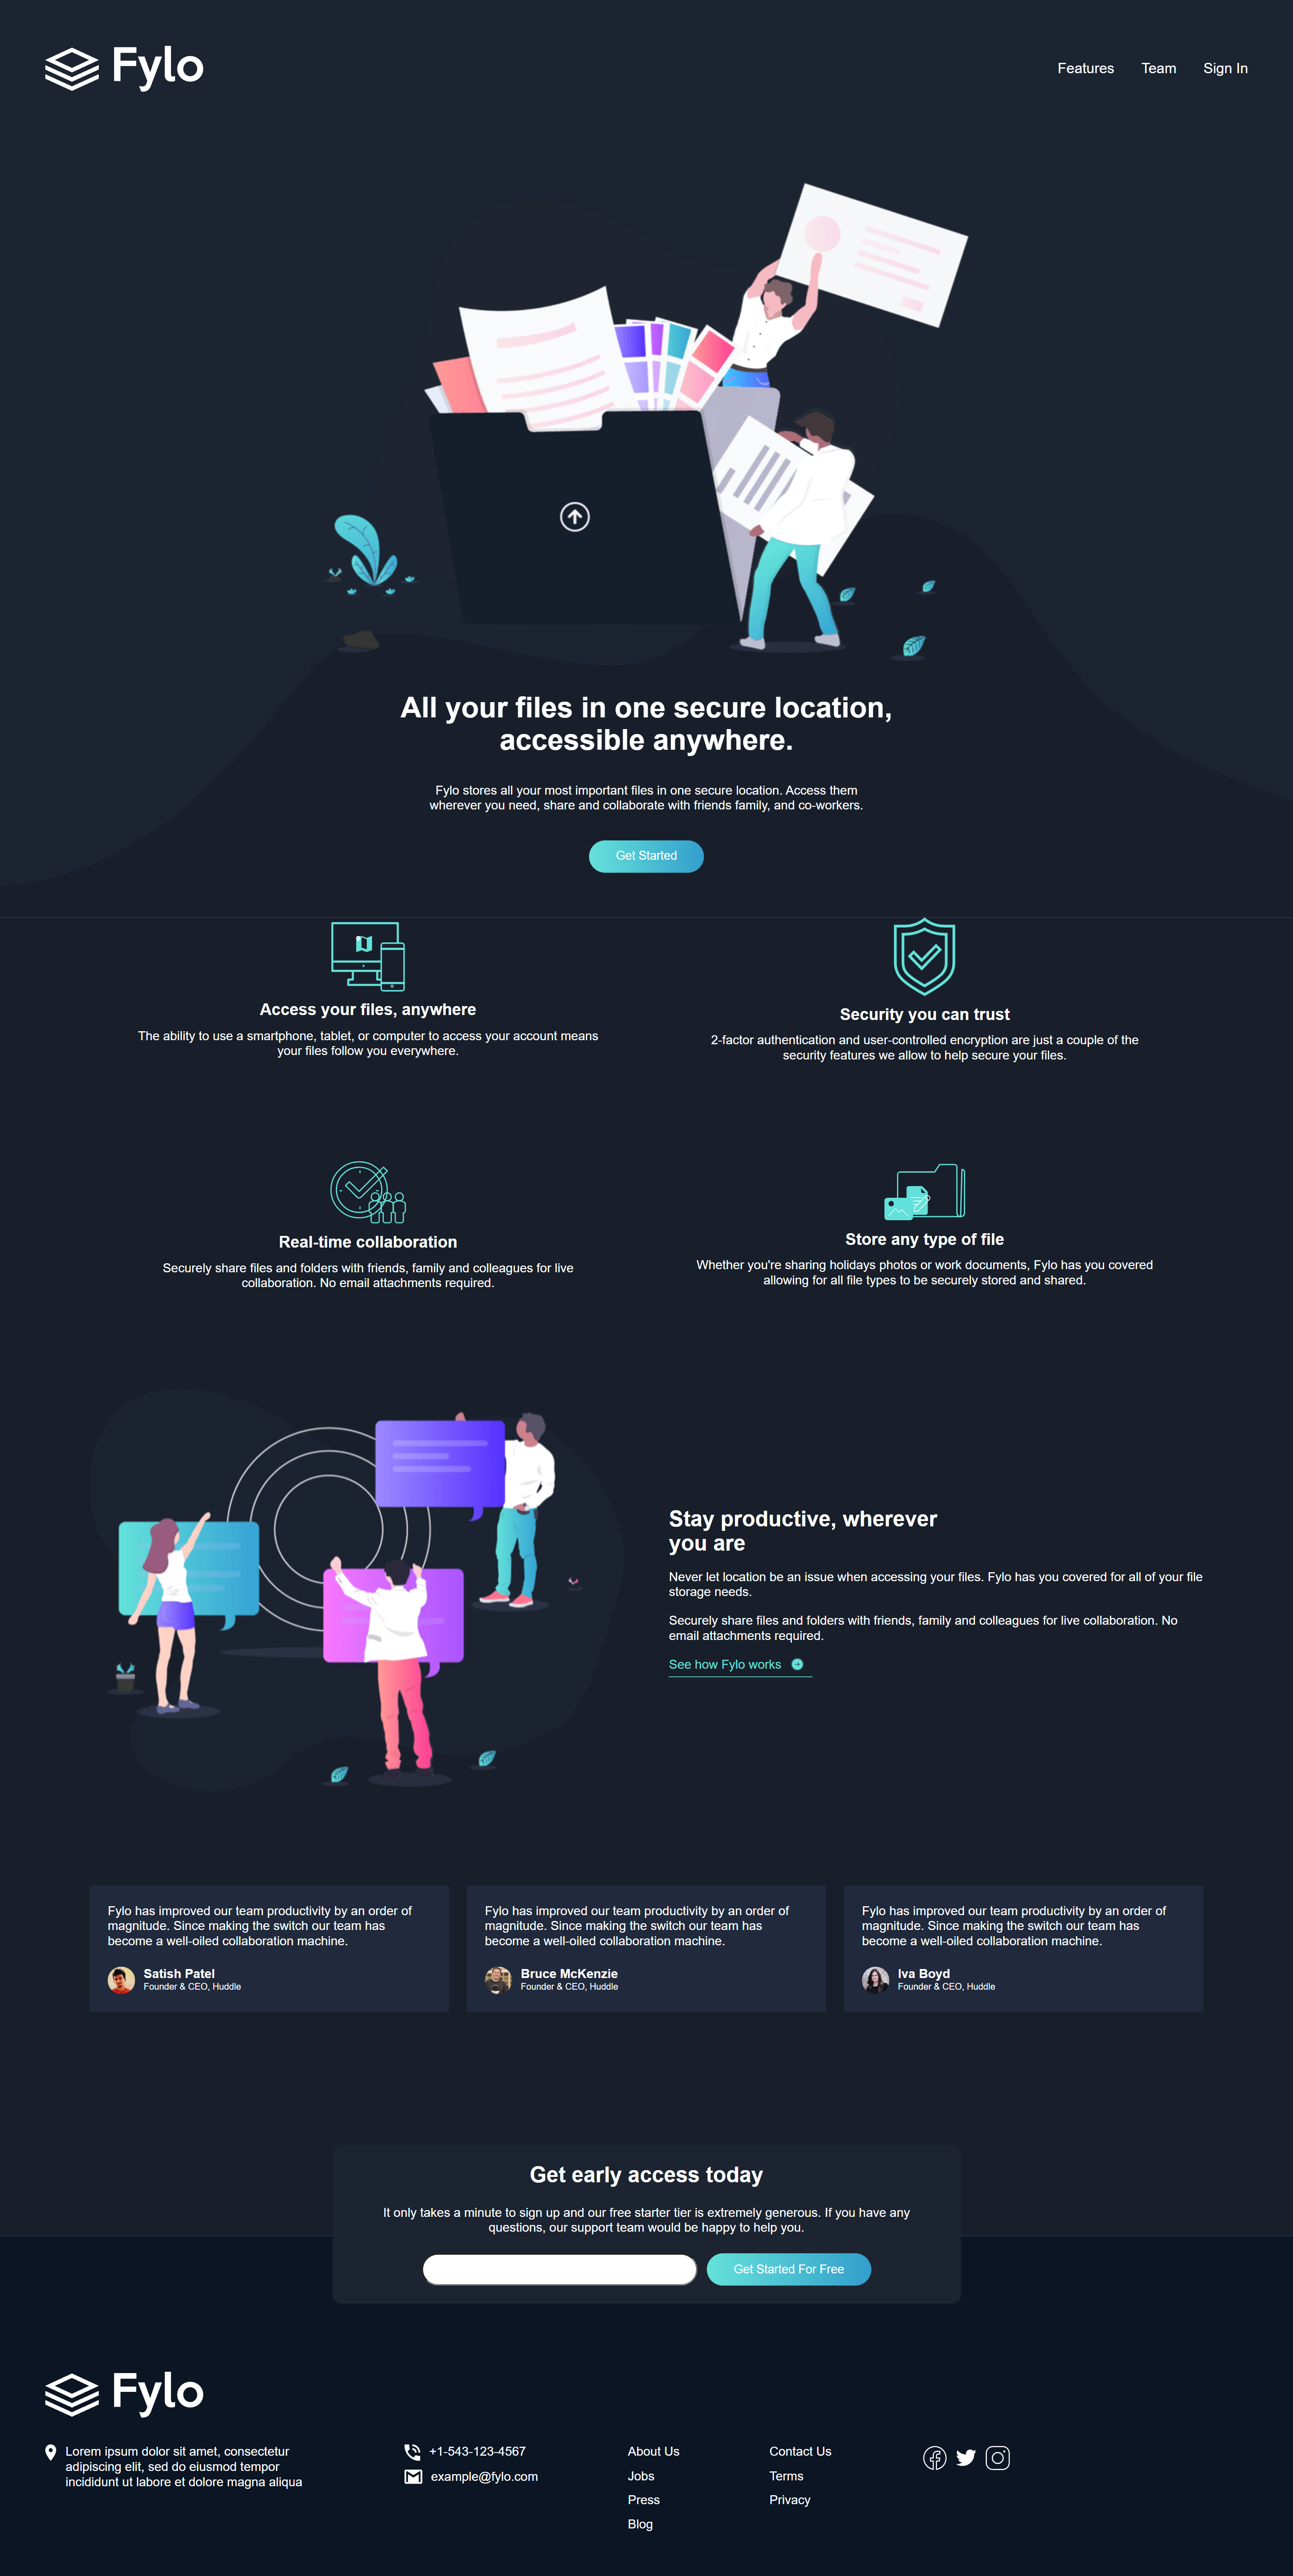 Fylo
Features
Team
Sign In
All your files in one secure location,
accessible anywhere.
Fylo stores all your most important files in one secure location. Access them
wherever you need, share and collaborate with friends family, and co-workers.
Get Started
Access your files, anywhere
The ability to use a smartphone, tablet, or computer to access your account means
your files follow you everywhere.
Security you can trust
2-factor authentication and user-controlled encryption are just a couple of the
security features we allow to help secure your files.
Real-time collaboration
Securely share files and folders with friends, family and colleagues for live
collaboration. No email attachments required.
Store any type of file
Whether you're sharing holidays photos or work documents, Fylo has you covered
allowing for all file types to be securely stored and shared.
Stay productive, wherever
you are
Never let location be an issue when accessing your files. Fylo has you covered for all of your file
storage needs.
Securely share files and folders with friends, family and colleagues for live collaboration. No
email attachments required.
See how Fylo works
Fylo has improved our team productivity by an order of
magnitude. Since making the switch our team has
become a well-oiled collaboration machine.
Satish Patel
Founder & CEO, Huddle
Fylo has improved our team productivity by an order of
magnitude. Since making the switch our team has
become a well-oiled collaboration machine.
Bruce McKenzie
Founder & CEO, Huddle
Fylo has improved our team productivity by an order of
magnitude. Since making the switch our team has
become a well-oiled collaboration machine.
Iva Boyd
Founder & CEO, Huddle
Get early access today
It only takes a minute to sign up and our free starter tier is extremely generous. If you have any
questions, our support team would be happy to help you.
Get Started For Free
Fylo
Lorem ipsum dolor sit amet, consectetur
adipiscing elit, sed do eiusmod tempor
incididunt ut labore et dolore magna aliqua
+1-543-123-4567
example@fylo.com
About Us
Jobs
Press
Blog
Contact Us
Terms
Privacy